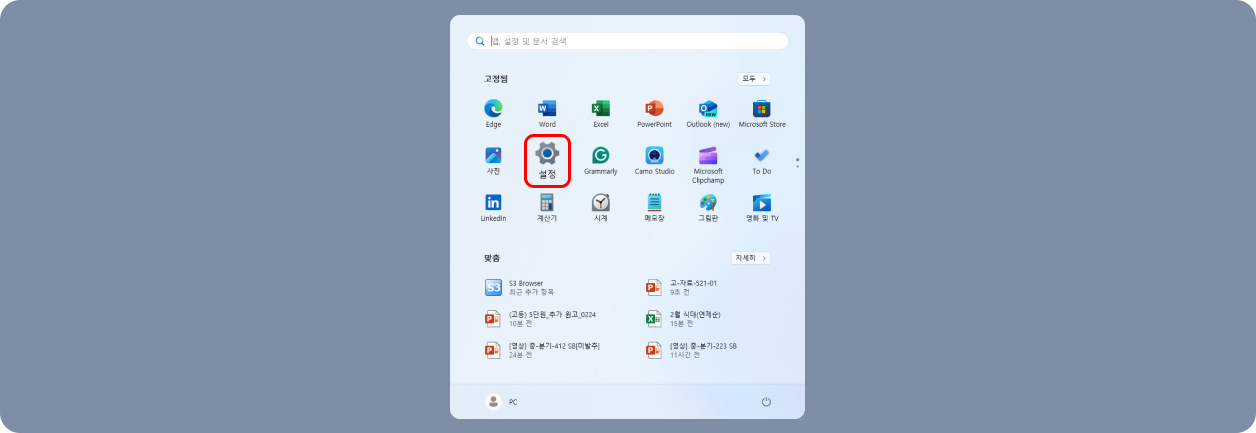 앱, 설정 및 문서 검색
고정됨
모두 >
Edge
Word
Excel
PowerPoint
Outlook (new)
Microsoft Store
사진
설정
Grammarly
Camo Studio
Microsoft
Clipchamp
To Do
LinkedIn
계산기
시계
메모장
그림판
영화 및 TV
맞춤
자세히 >
S3 Browser
최근 추가 항목
고-자료-521-01
9초 전
(고등) 5단원_추가 원고_0224
10분 전
2월 식대(연체순)
15분 전
[영상] 중-분기-412 SB[미발주]
24분 전
[영상] 중-분기-223 SB
11시간 전
PC